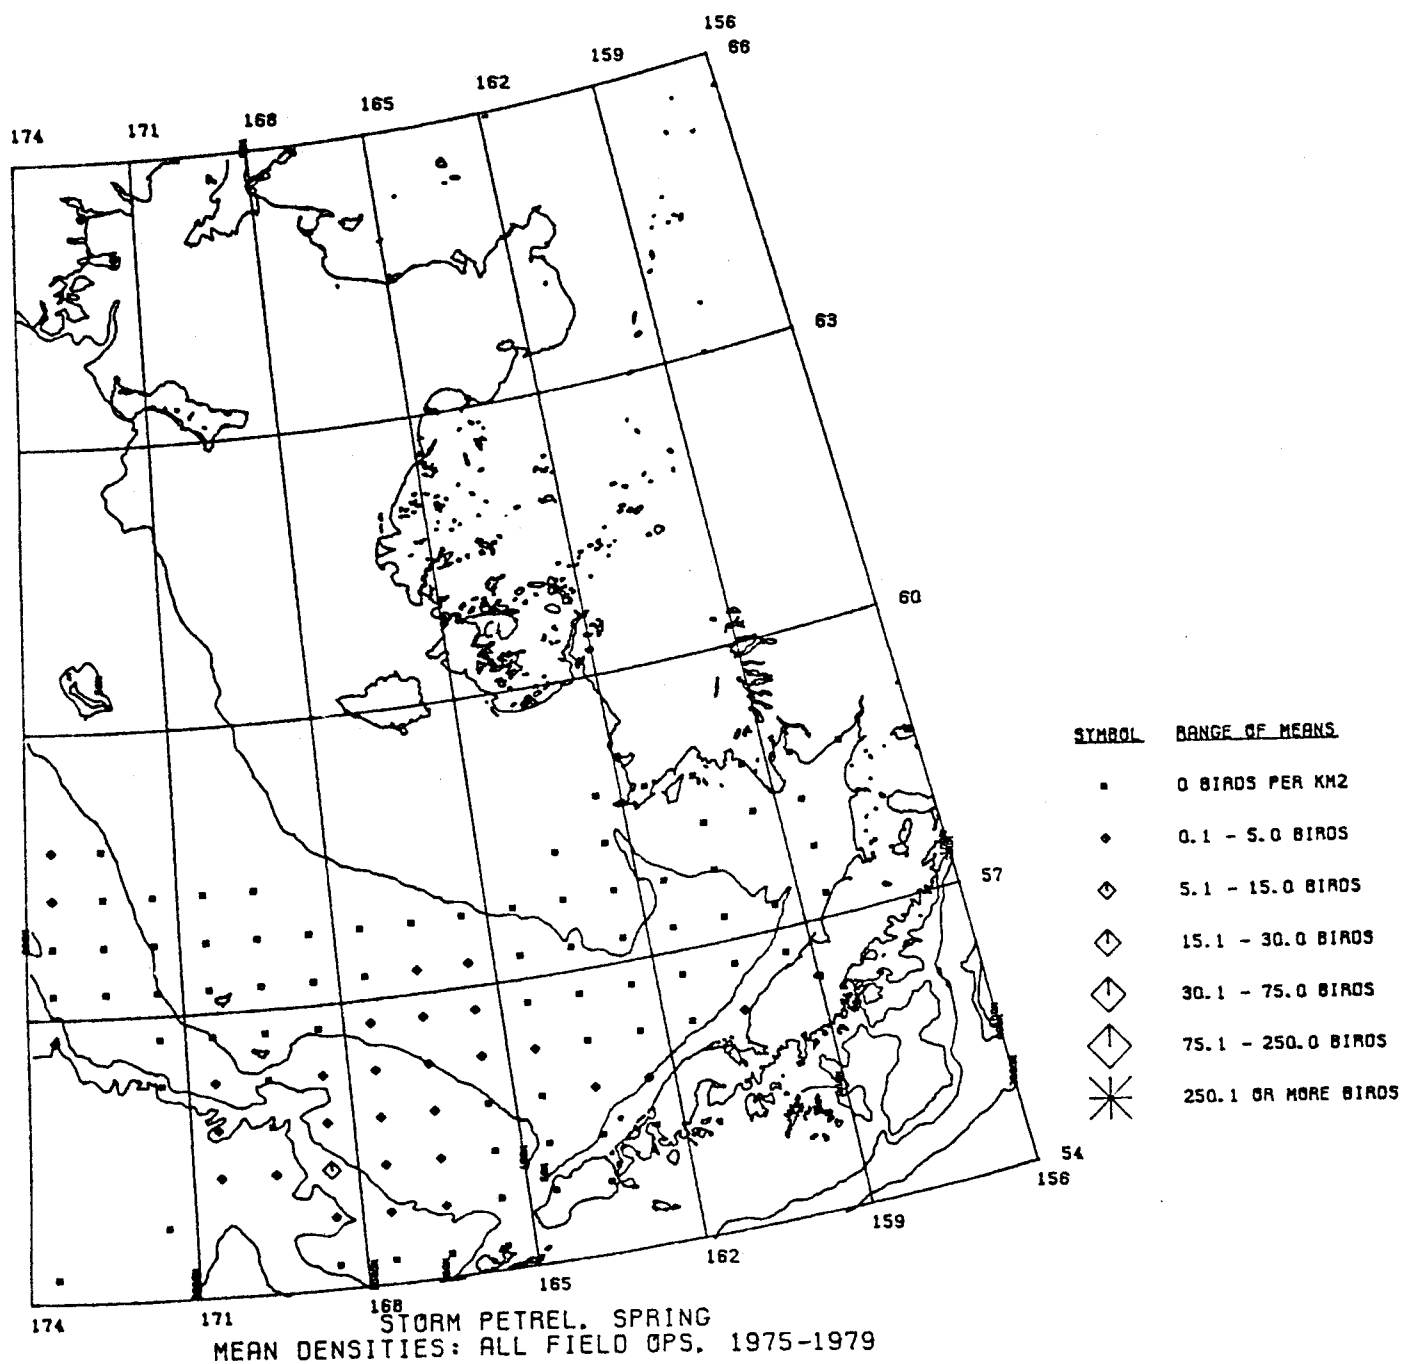 156
66
159
162
165
168
171
174
63
60
57
SYMBOL RANGE OF MEANS
0 BIRDS PER KM2
0.1 - 5.0 BIRDS
5.1 - 15.0 BIRDS
15.1 - 30.0 BIRDS
30.1 - 75.0 BIRDS
75.1 - 250.0 BIRDS
250.1 OR MORE BIRDS
54
156
159
162
165
168
171
174
STORM PETREL. SPRING
MEAN DENSITIES: ALL FIELD OPS. 1975-1979